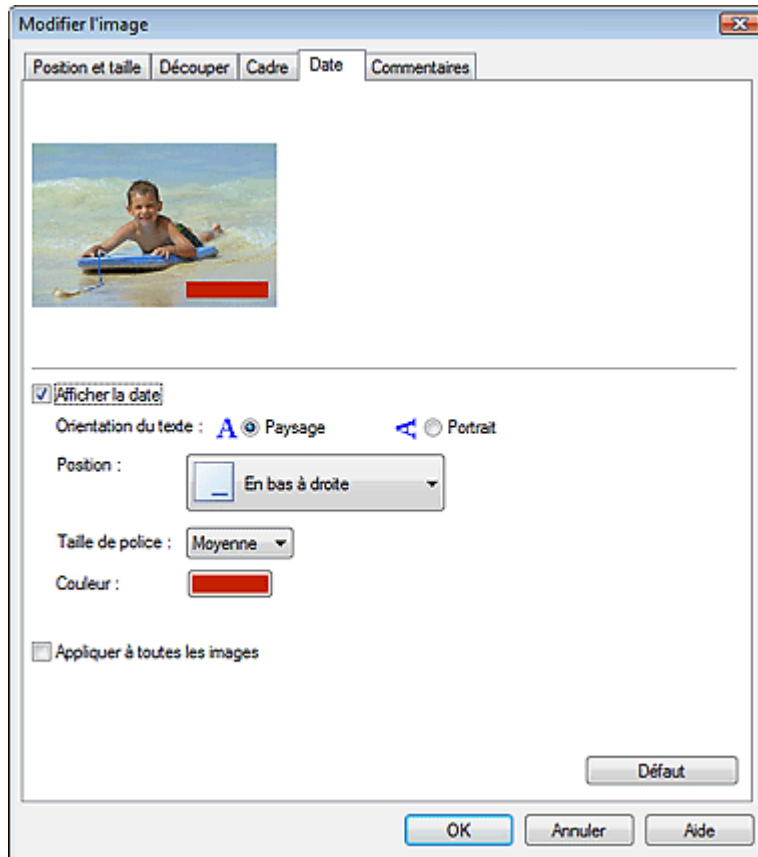 Modifier l'image
Position et taille Découper Cadre Date Commentaires
Afficher la date
Orientation du texte : A Paysage A Portrait
Position : En bas à droite
Taille de police : Moyenne
Couleur :
Appliquer à toutes les images
Défaut
OK Annuler Aide